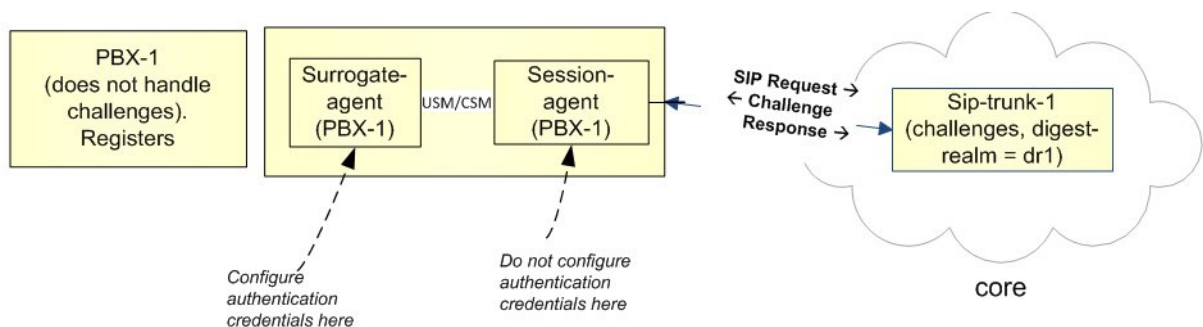 PBX-1
(does not handle
challenges).
Registers
Surrogate-
agent
(PBX-1)
USM/CSM
Session-
agent
(PBX-1)
SIP Request →
← Challenge
Response →
Sip-trunk-1
(challenges, digest-
realm = dr1)
Configure
authentication
credentials here
Do not configure
authentication
credentials here
core